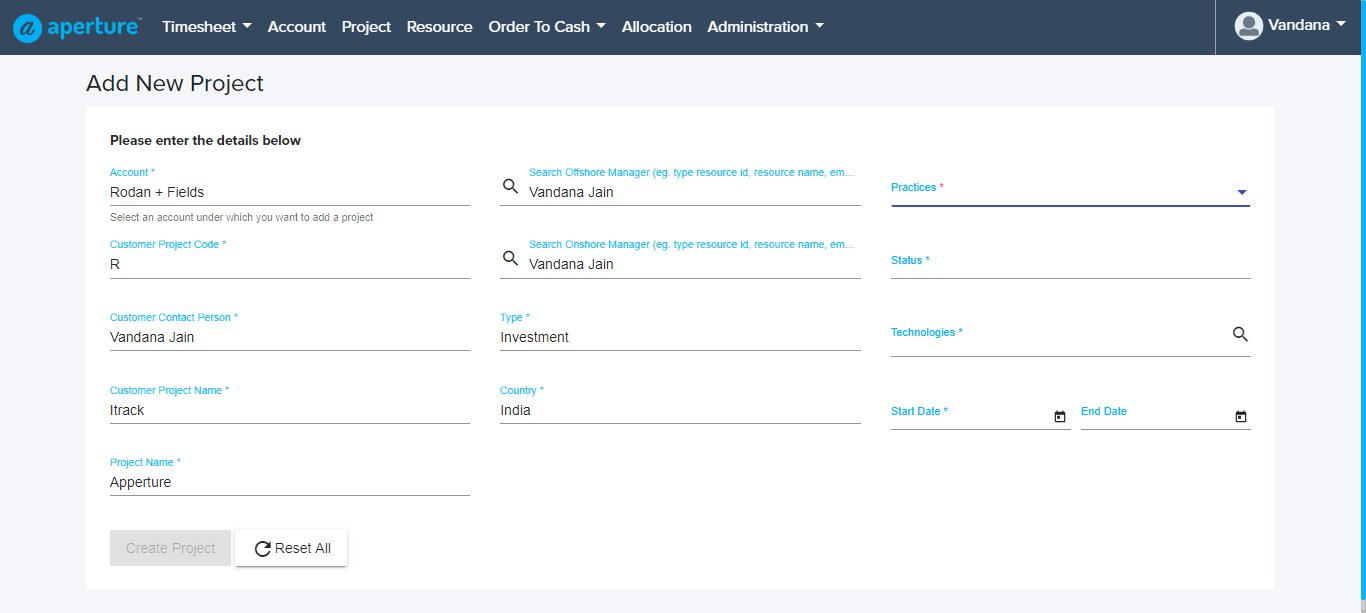 aperture™ Timesheet Account Project Resource Order To Cash Allocation Administration Vandana
Add New Project
Please enter the details below
Account *
Rodan + Fields
Select an account under which you want to add a project
Search Offshore Manager (eg. type resource id, resource name, em...
Vandana Jain
Practices *
Customer Project Code *
R
Search Onshore Manager (eg. type resource id, resource name, em...
Vandana Jain
Status *
Customer Contact Person *
Vandana Jain
Type *
Investment
Technologies *
Customer Project Name *
Itrack
Country *
India
Start Date *
End Date
Project Name *
Apperture
Create Project
Reset All